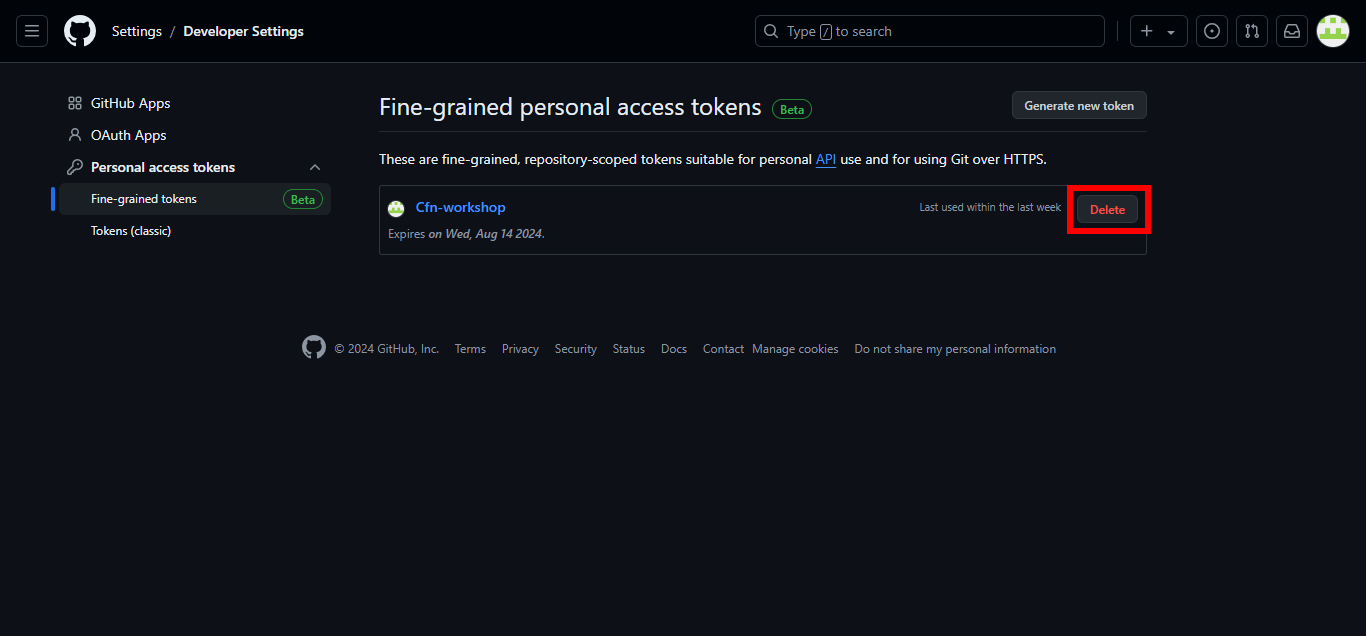 Settings / Developer Settings
Type / to search
GitHub Apps
OAuth Apps
Personal access tokens
Fine-grained tokens Beta
Tokens (classic)
Fine-grained personal access tokens Beta
Generate new token
These are fine-grained, repository-scoped tokens suitable for personal API use and for using Git over HTTPS.
Cfn-workshop
Last used within the last week
Delete
Expires on Wed, Aug 14 2024.
© 2024 GitHub, Inc. Terms Privacy Security Status Docs Contact Manage cookies Do not share my personal information